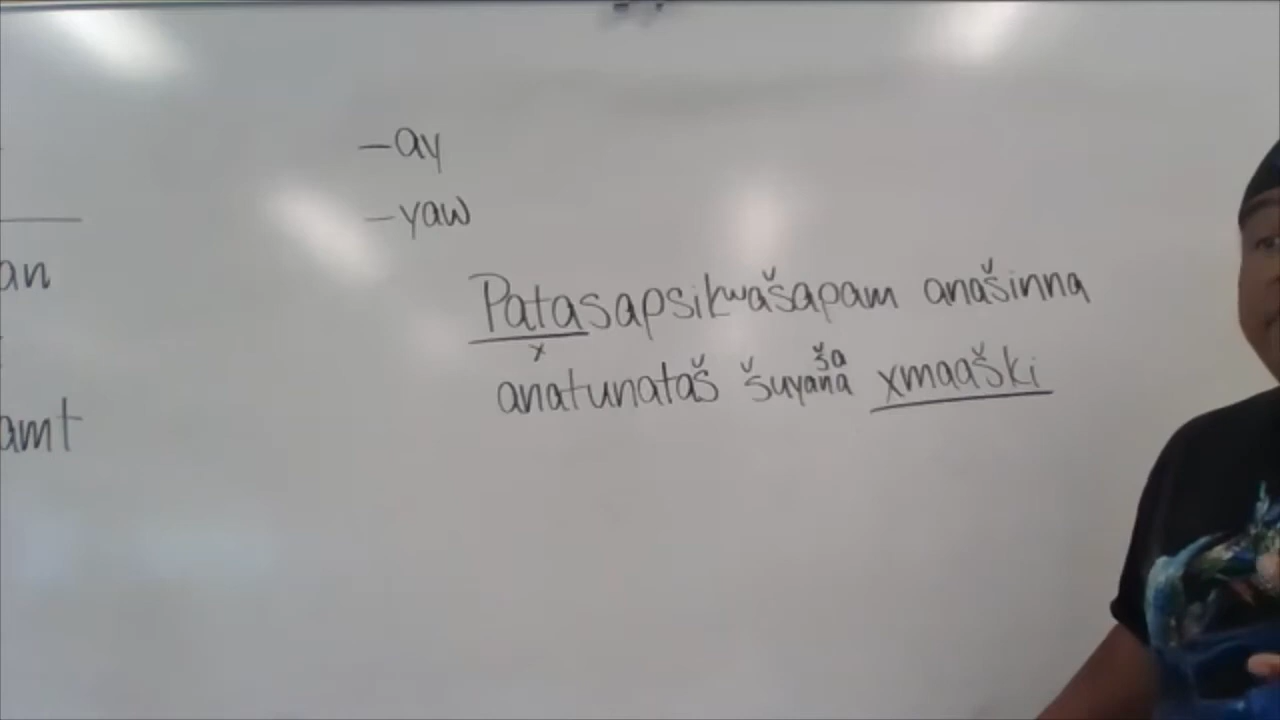 -ay
-yaw
an
amt
Patasapsikwašapam anašinna
x
ša
anatunataš šuyana xmaaški